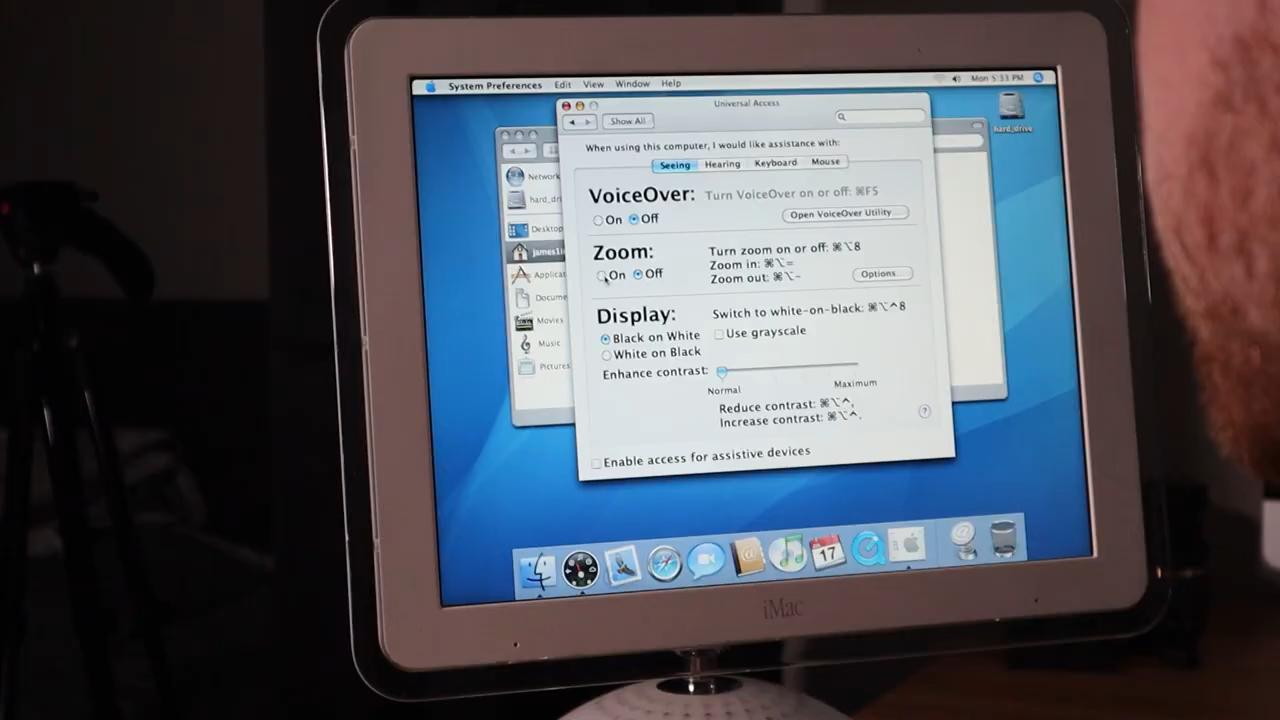 System Preferences Edit View Window Help Mon 5:33 PM
Universal Access
Show All
hard_drive
When using this computer, I would like assistance with:
Seeing Hearing Keyboard Mouse
VoiceOver: Turn VoiceOver on or off: ⌘F5
On Off Open VoiceOver Utility...
Zoom: Turn zoom on or off: ⌘⌥8
Zoom in: ⌘⌥=
On Off Zoom out: ⌘⌥-
Options...
Display: Switch to white-on-black: ⌘⌥^8
Black on White Use grayscale
White on Black
Enhance contrast:
Normal Maximum
Reduce contrast: ⌘⌥^,
Increase contrast: ⌘⌥^.
?
Enable access for assistive devices
Network
hard_dri
Desktop
james1
Applicat
Docume
Movies
Music
Pictures
17
iMac